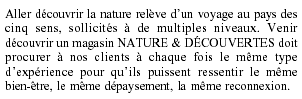 Aller découvrir la nature relève d'un voyage au pays des
cinq sens, sollicités à de multiples niveaux. Venir
découvrir un magasin NATURE & DÉCOUVERTES doit
procurer à nos clients à chaque fois le même type
d'expérience pour qu'ils puissent ressentir le même
bien-être, le même dépaysement, la même reconnexion.